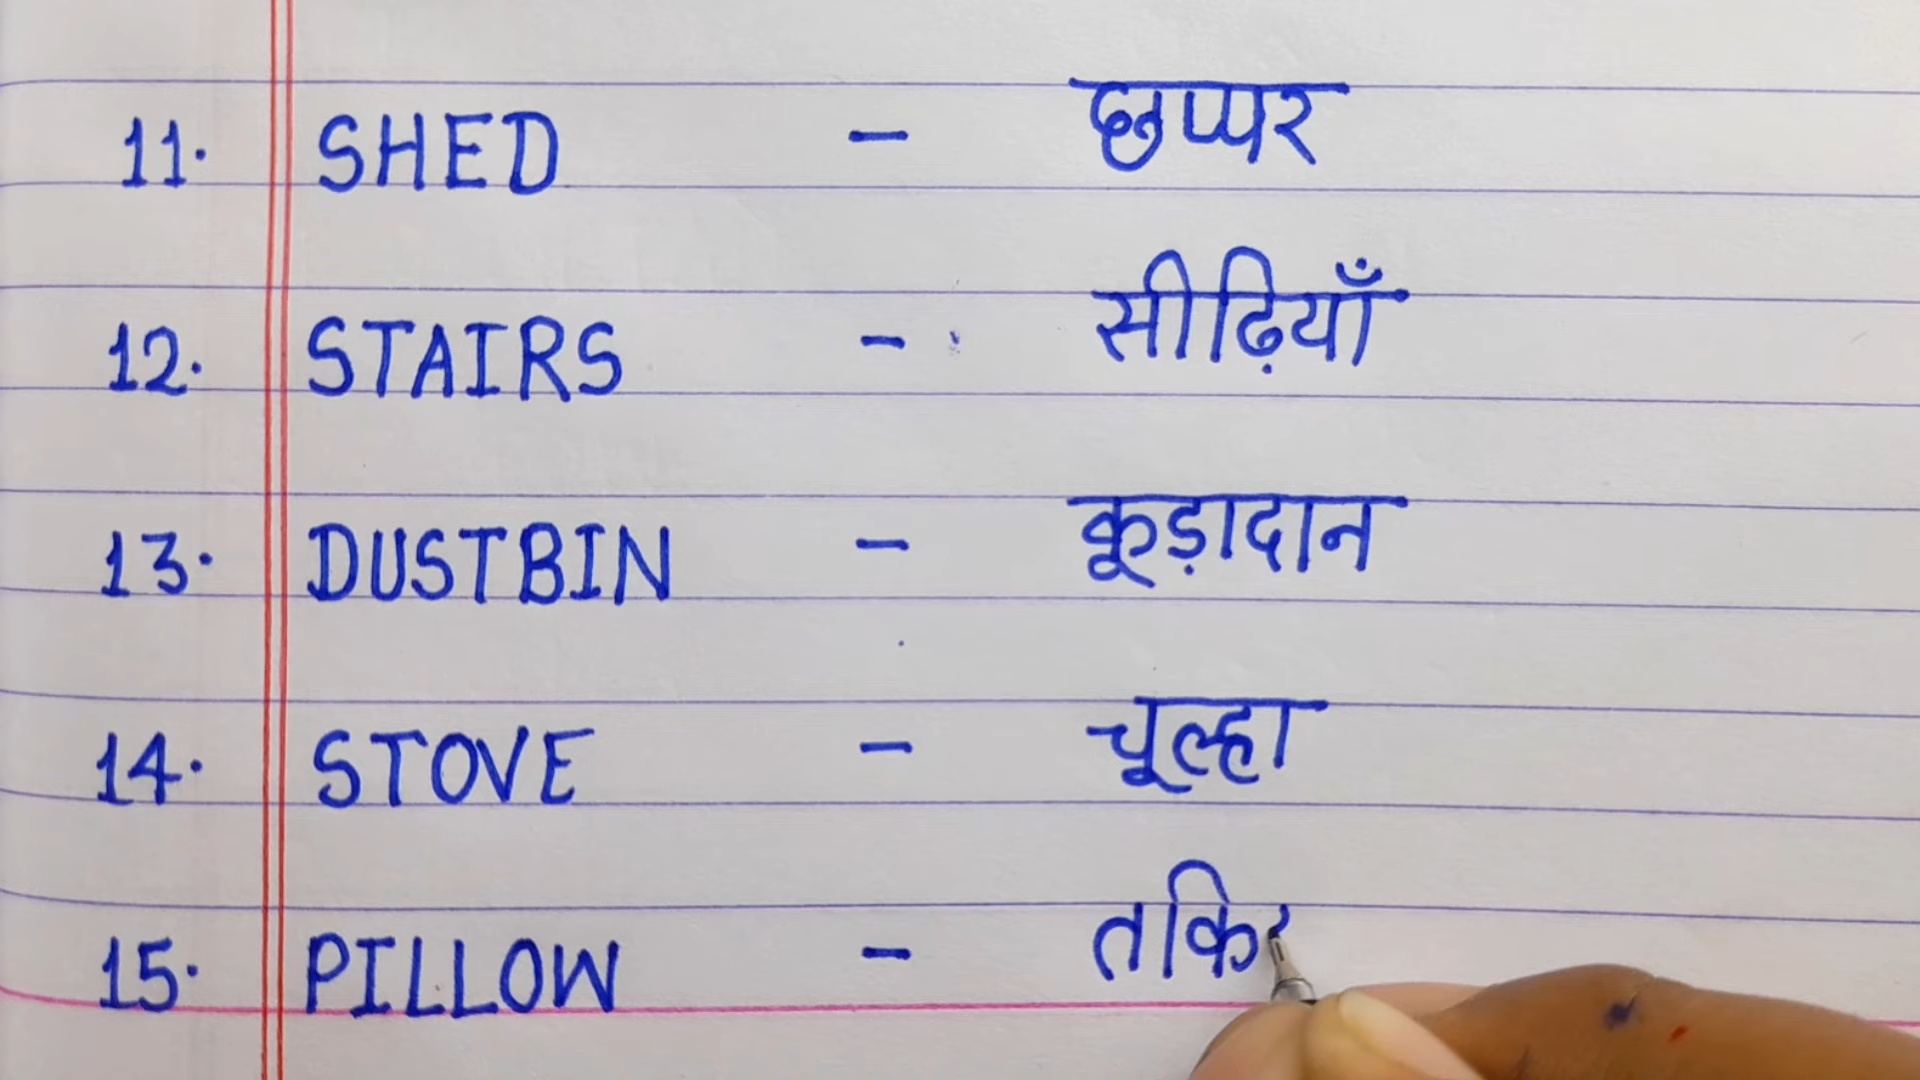 11. SHED - छप्पर
12. STAIRS - सीढ़ियाँ
13. DUSTBIN - कूड़ादान
14. STOVE - चूल्हा
15. PILLOW -